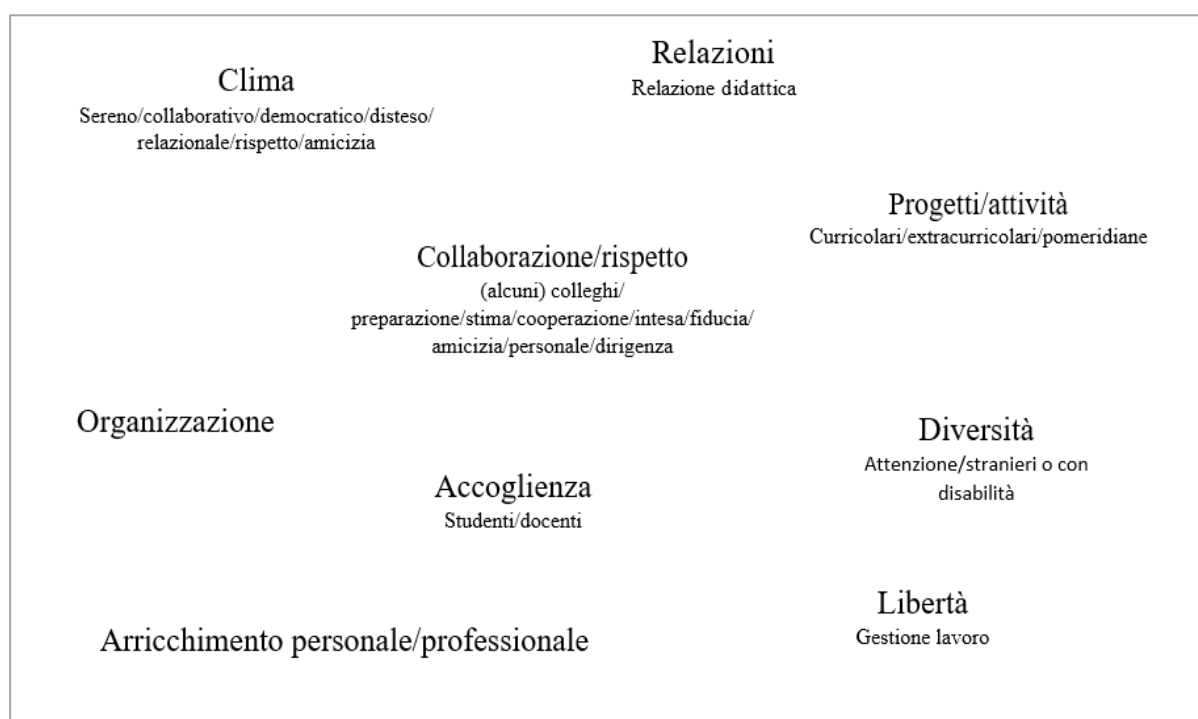 Relazioni
Relazione didattica
Clima
Sereno/collaborativo/democratico/disteso/
relazionale/rispetto/amicizia
Progetti/attività
Curricolari/extracurricolari/pomeridiane
Collaborazione/rispetto
(alcuni) colleghi/
preparazione/stima/cooperazione/intesa/fiducia/
amicizia/personale/dirigenza
Organizzazione
Diversità
Attenzione/stranieri o con
disabilità
Accoglienza
Studenti/docenti
Libertà
Gestione lavoro
Arricchimento personale/professionale